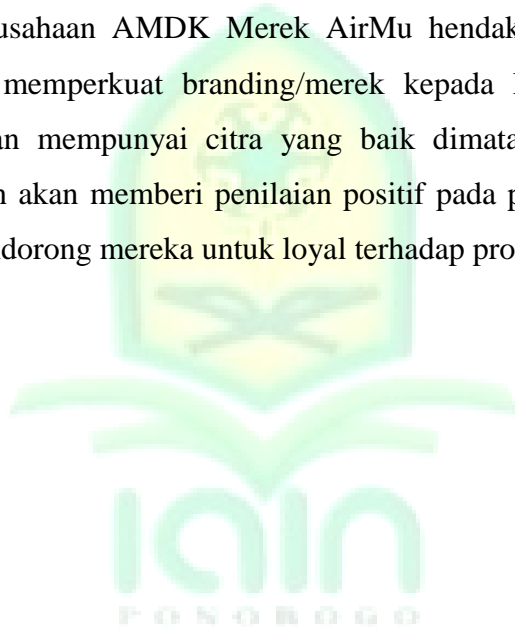 usahaan AMDK Merek AirMu hendak
memperkuat branding/merek kepada
an mempunyai citra yang baik dimata
akan memberi penilaian positif pada p
dorong mereka untuk loyal terhadap pro
iain
PONOROGO